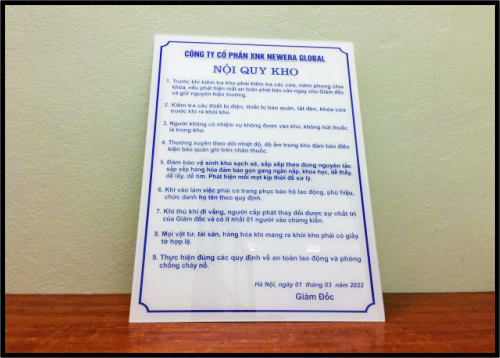 CÔNG TY CỔ PHẦN XNK NEWERA GLOBAL
NỘI QUY KHO
1. Trước khi kiểm tra kho phải kiểm tra các cửa, niêm phong chìa
khóa, nếu phát hiện mất an toàn phải báo cáo ngay cho Giám đốc
và giữ nguyên hiện trường.
2. Kiểm tra các thiết bị điện, thiết bị bảo quản, tắt đèn, khóa cửa
trước khi ra khỏi kho.
3. Người không có nhiệm vụ không được vào kho, không hút thuốc
lá trong kho.
4. Thường xuyên theo dõi nhiệt độ, độ ẩm trong kho đảm bảo điều
kiện bảo quản ghi trên nhãn thuốc.
5. Đảm bảo vệ sinh kho sạch sẽ, sắp xếp theo đúng nguyên tắc
sắp xếp hàng hóa đảm bảo gọn gang ngăn nắp, khoa học, dễ thấy,
dễ lấy, dễ tìm. Phát hiện mối mọt kịp thời để xử lý.
6. Khi vào làm việc phải có trang phục bảo hộ lao động, phù hiệu,
chức danh họ tên theo quy định.
7. Khi thủ khi đi vắng, người cấp phát thay đổi được sự nhất trí
của Giám đốc và có ít nhất 01 người vào chứng kiến.
8. Mọi vật tư, tài sản, hàng hóa khi mang ra khỏi kho phải có giấy
tờ hợp lệ.
9. Thực hiện đúng các quy định về an toàn lao động và phòng
chống cháy nổ.
Hà Nội, ngày 01 tháng 03 năm 2022
Giám Đốc